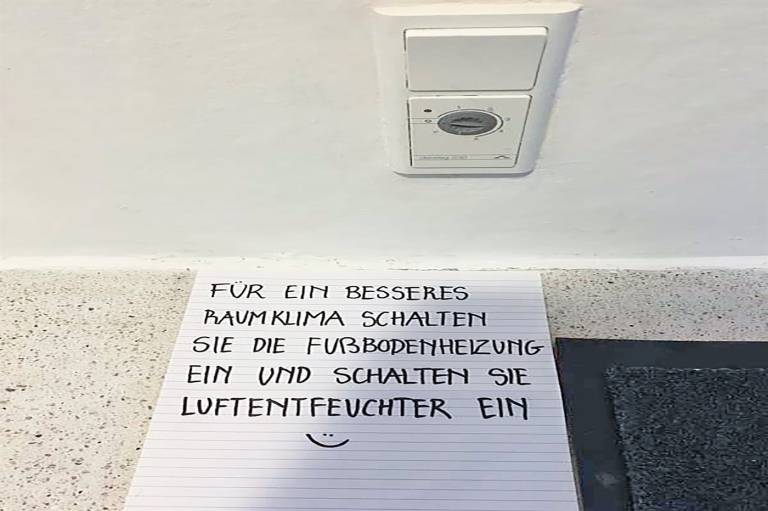 FÜR EIN BESSERES
RAUMKLIMA SCHALTEN
SIE DIE FUßBODENHEIZUNG
EIN UND SCHALTEN SIE
LUFTENTFEUCHTER EIN